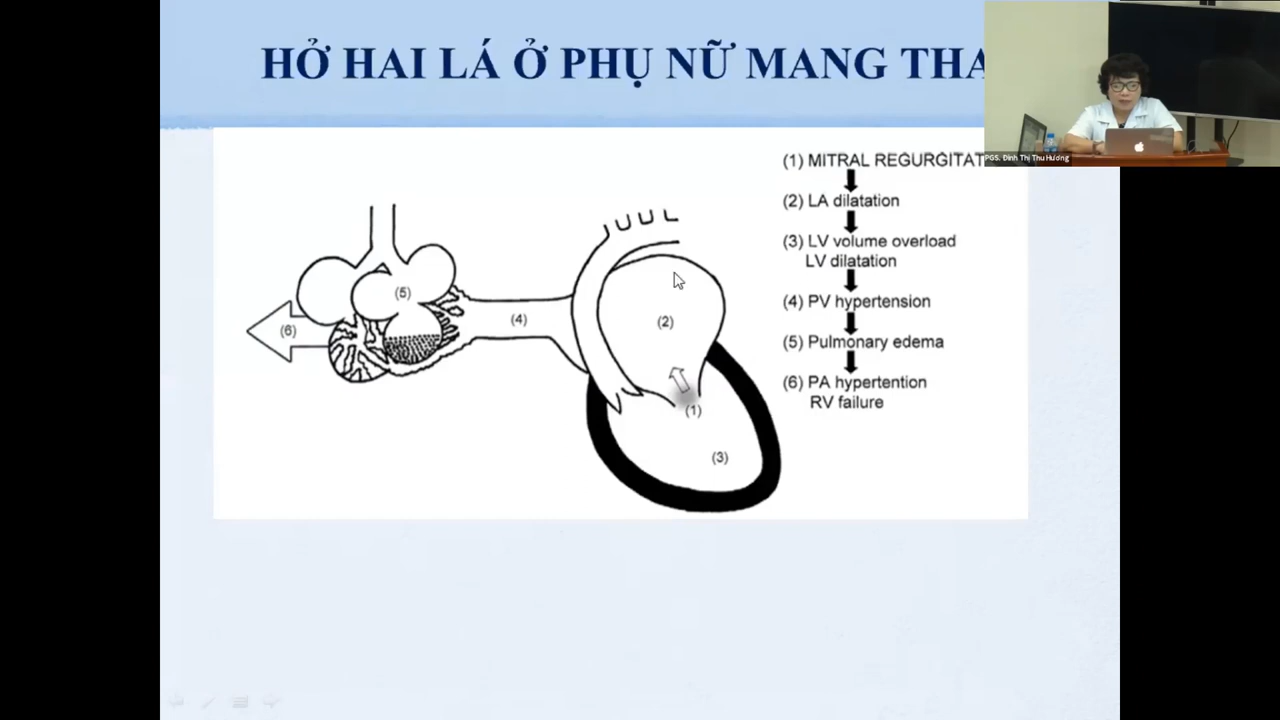 HỞ HAI LÁ Ở PHỤ NỮ MANG THA
PGS. Đinh Thị Thu Hương
(1) MITRAL REGURGITAT
(2) LA dilatation
(3) LV volume overload
LV dilatation
(4) PV hypertension
(5) Pulmonary edema
(6) PA hypertention
RV failure
(5)
(4)
(6)
(2)
(1)
(3)